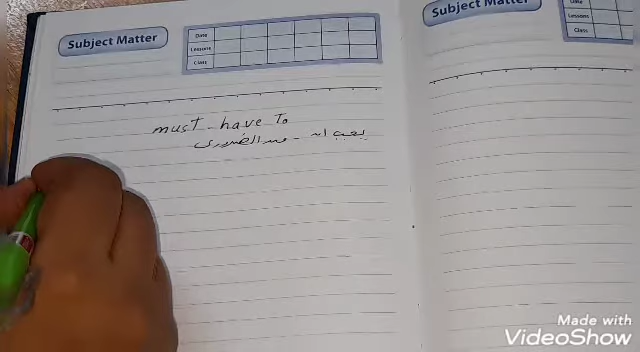 Subject Matter
Date
Lessons
Class
must - have To
يجب ان - من الضروري
Subject Matter
Date
Lessons
Class
Made with
VideoShow